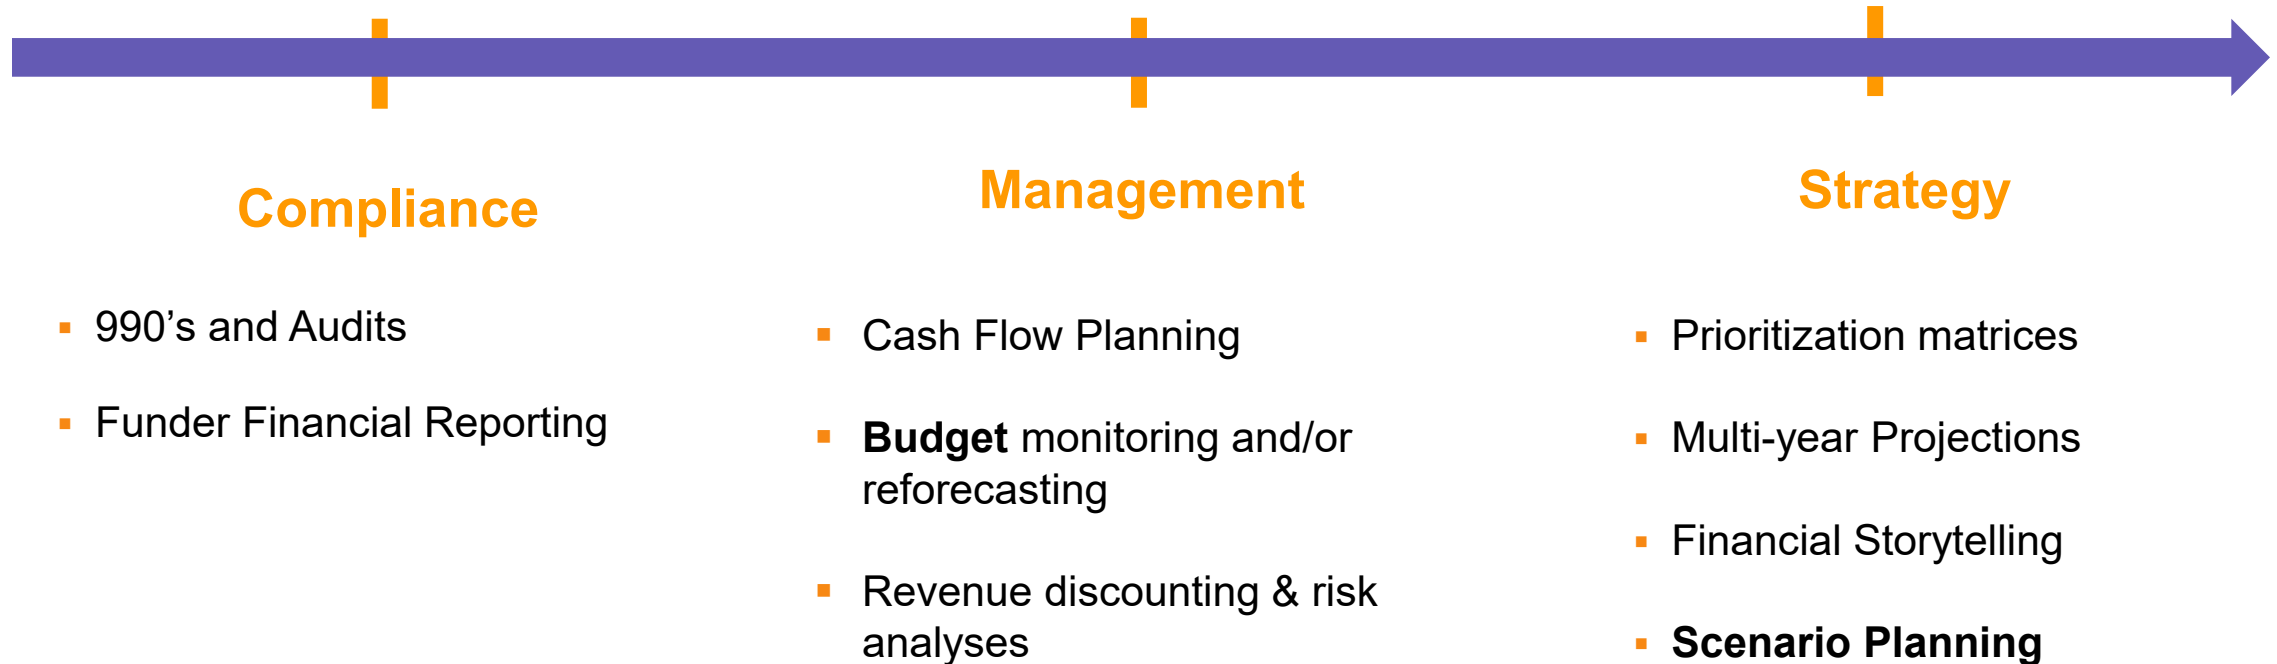 Compliance
990’s and Audits
Funder Financial Reporting
Management
Cash Flow Planning
Budget monitoring and/or
reforecasting
Revenue discounting & risk
analyses
Strategy
Prioritization matrices
Multi-year Projections
Financial Storytelling
Scenario Planning